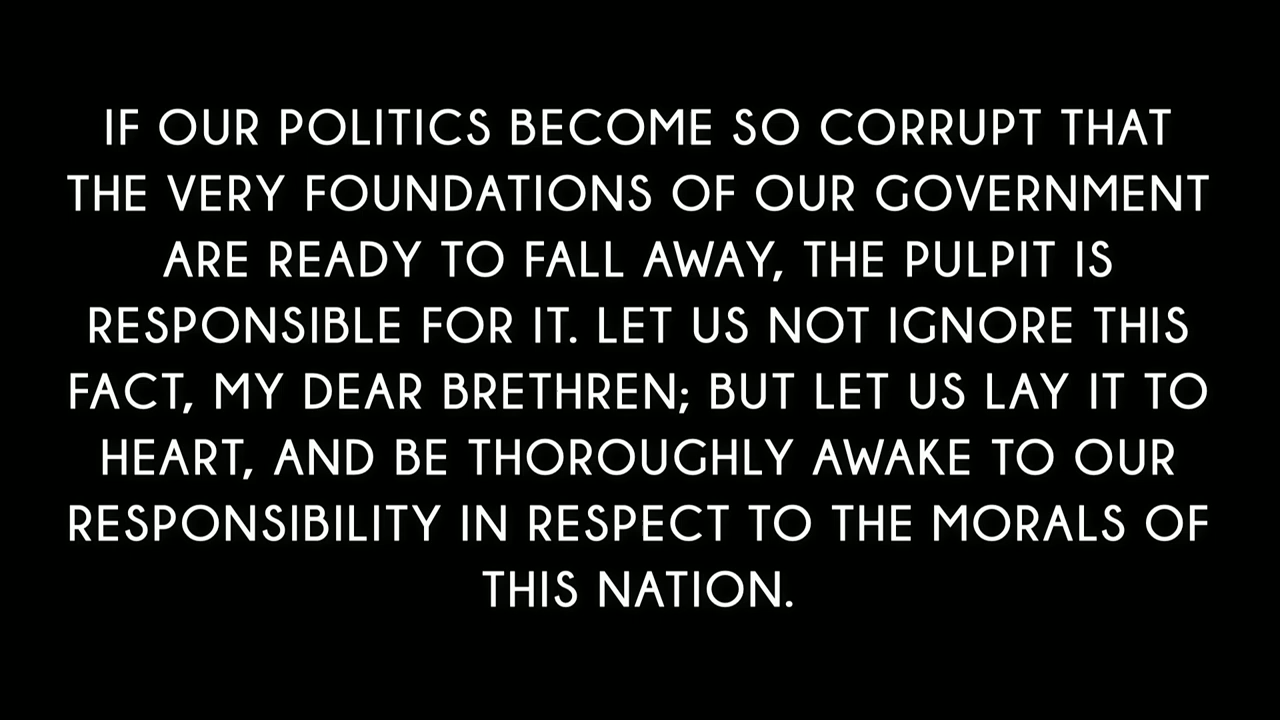 IF OUR POLITICS BECOME SO CORRUPT THAT
THE VERY FOUNDATIONS OF OUR GOVERNMENT
ARE READY TO FALL AWAY, THE PULPIT IS
RESPONSIBLE FOR IT. LET US NOT IGNORE THIS
FACT, MY DEAR BRETHREN; BUT LET US LAY IT TO
HEART, AND BE THOROUGHLY AWAKE TO OUR
RESPONSIBILITY IN RESPECT TO THE MORALS OF
THIS NATION.